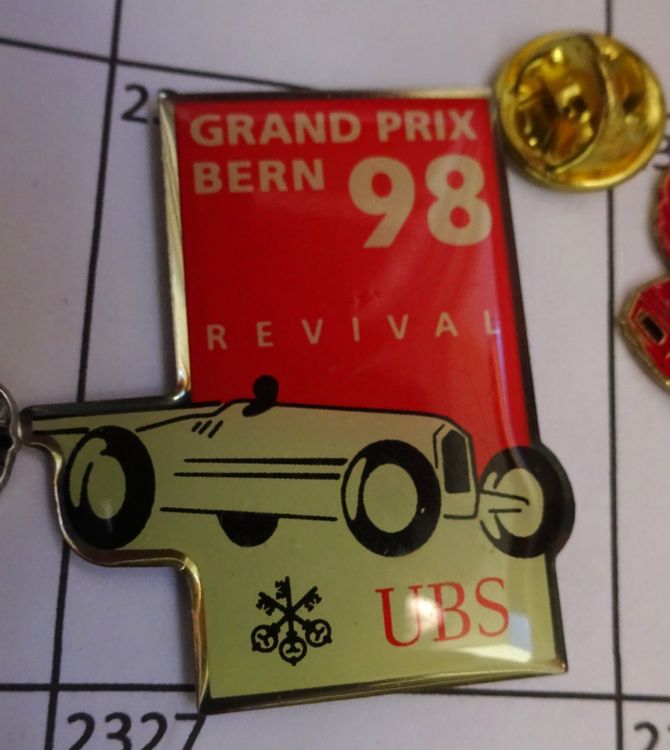 GRAND PRIX
BERN 98
REVIVAL
UBS
2327